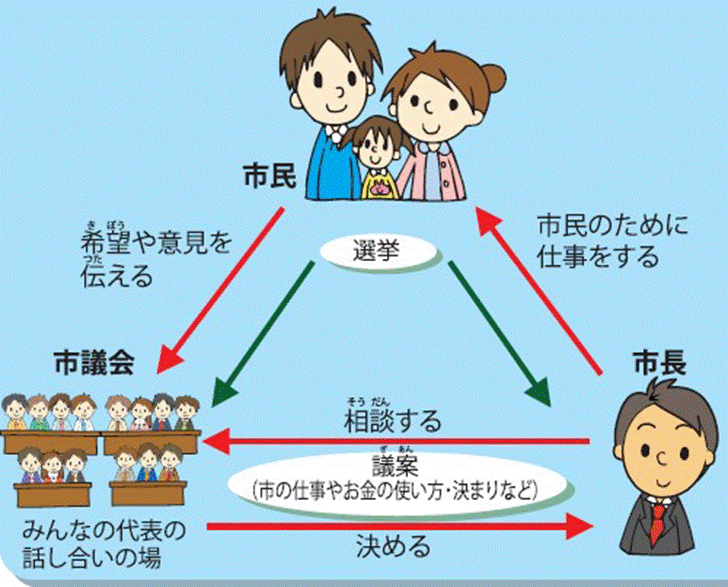 市民
希望や意見を
伝える
きぼう
つた
選挙
市民のために
仕事をする
市議会
市長
そうだん
相談する
ぎあん
議案
(市の仕事やお金の使い方・決まりなど)
みんなの代表の
話し合いの場
決める